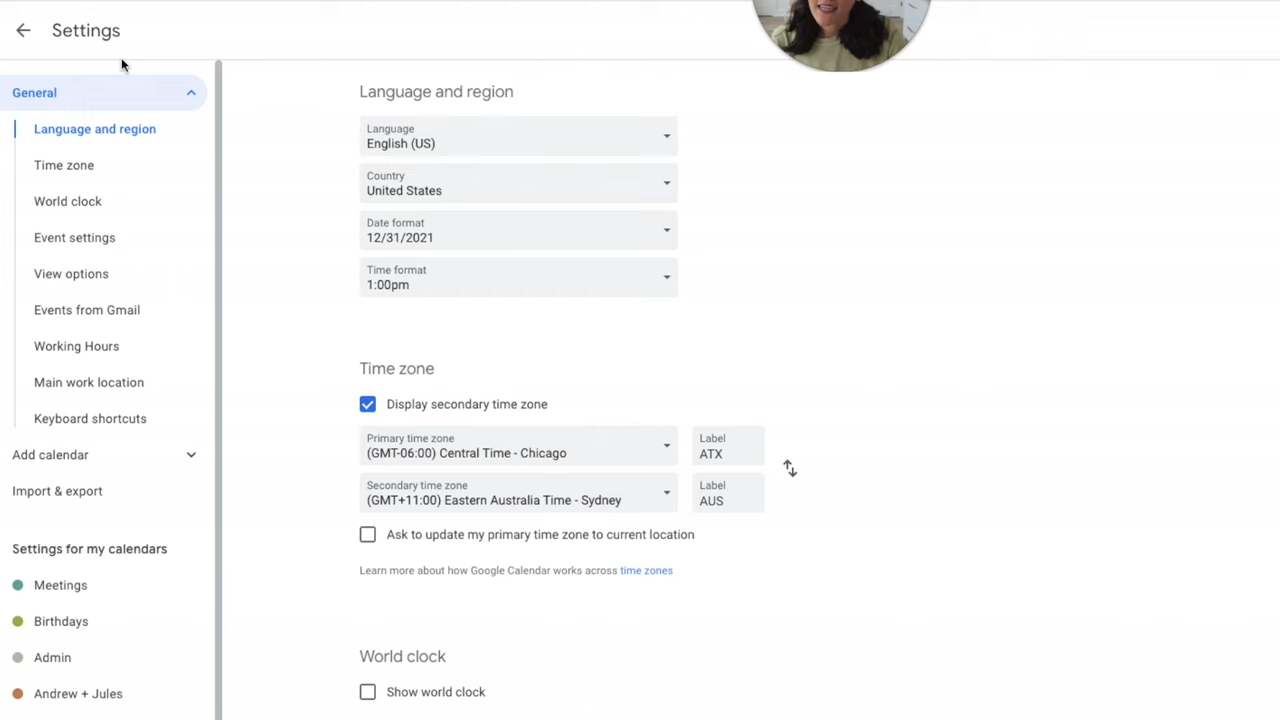 Settings
General
Language and region
Time zone
World clock
Event settings
View options
Events from Gmail
Working Hours
Main work location
Keyboard shortcuts
Add calendar
Import & export
Settings for my calendars
Meetings
Birthdays
Admin
Andrew + Jules
Language and region
Language
English (US)
Country
United States
Date format
12/31/2021
Time format
1:00pm
Time zone
Display secondary time zone
Primary time zone
(GMT-06:00) Central Time - Chicago
Label
ATX
Secondary time zone
(GMT+11:00) Eastern Australia Time - Sydney
Label
AUS
Ask to update my primary time zone to current location
Learn more about how Google Calendar works across time zones
World clock
Show world clock